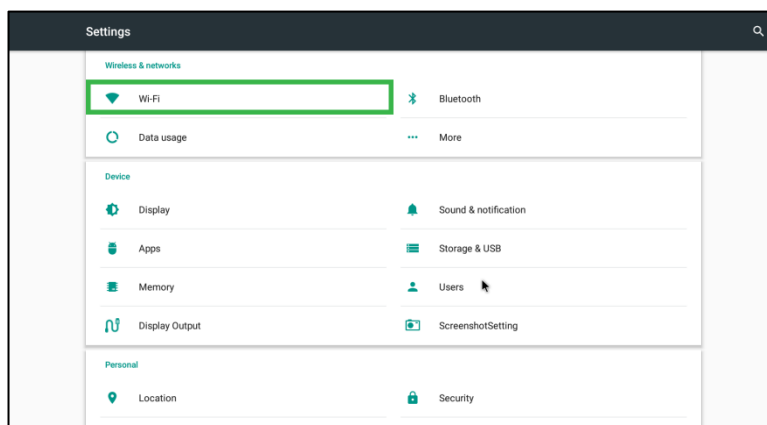 Settings
Wireless & networks
Wi-Fi
Bluetooth
Data usage
More
Device
Display
Sound & notification
Apps
Storage & USB
Memory
Users
Display Output
ScreenshotSetting
Personal
Location
Security